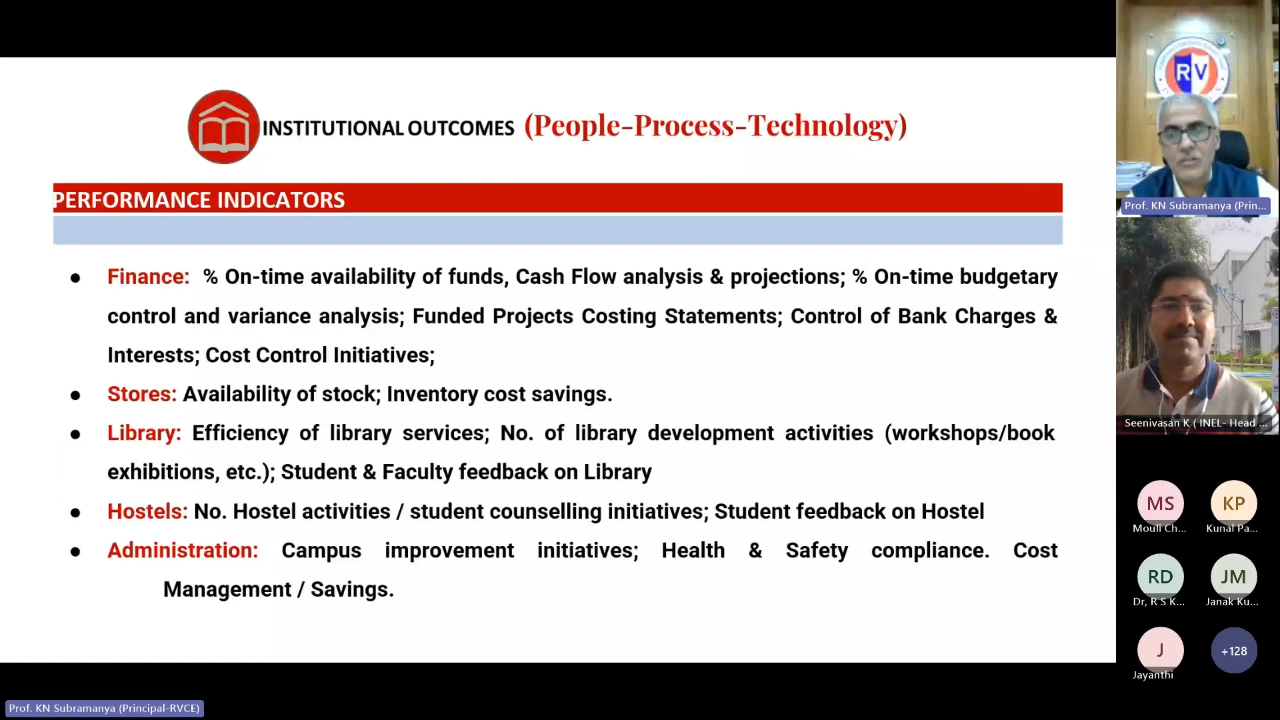 INSTITUTIONAL OUTCOMES (People-Process-Technology)
PERFORMANCE INDICATORS
● Finance: % On-time availability of funds, Cash Flow analysis & projections; % On-time budgetary
control and variance analysis; Funded Projects Costing Statements; Control of Bank Charges &
Interests; Cost Control Initiatives;
● Stores: Availability of stock; Inventory cost savings.
● Library: Efficiency of library services; No. of library development activities (workshops/book
exhibitions, etc.); Student & Faculty feedback on Library
● Hostels: No. Hostel activities / student counselling initiatives; Student feedback on Hostel
● Administration: Campus improvement initiatives; Health & Safety compliance. Cost
Management / Savings.
RV
Prof. KN Subramanya (Prin...
Seenivasan K ( INEL- Head ...
MS
KP
Mouli Ch...
Kunal Pa...
RD
JM
Dr, R S K...
Janak Ku...
J
+128
Jayanthi
Prof. KN Subramanya (Principal-RVCE)